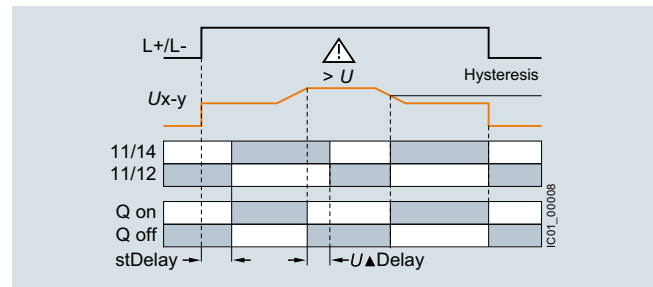 L+/L-
> U
Hysteresis
Ux-y
11/14
11/12
Q on
Q off
stDelay
U▲Delay
IC01_00008